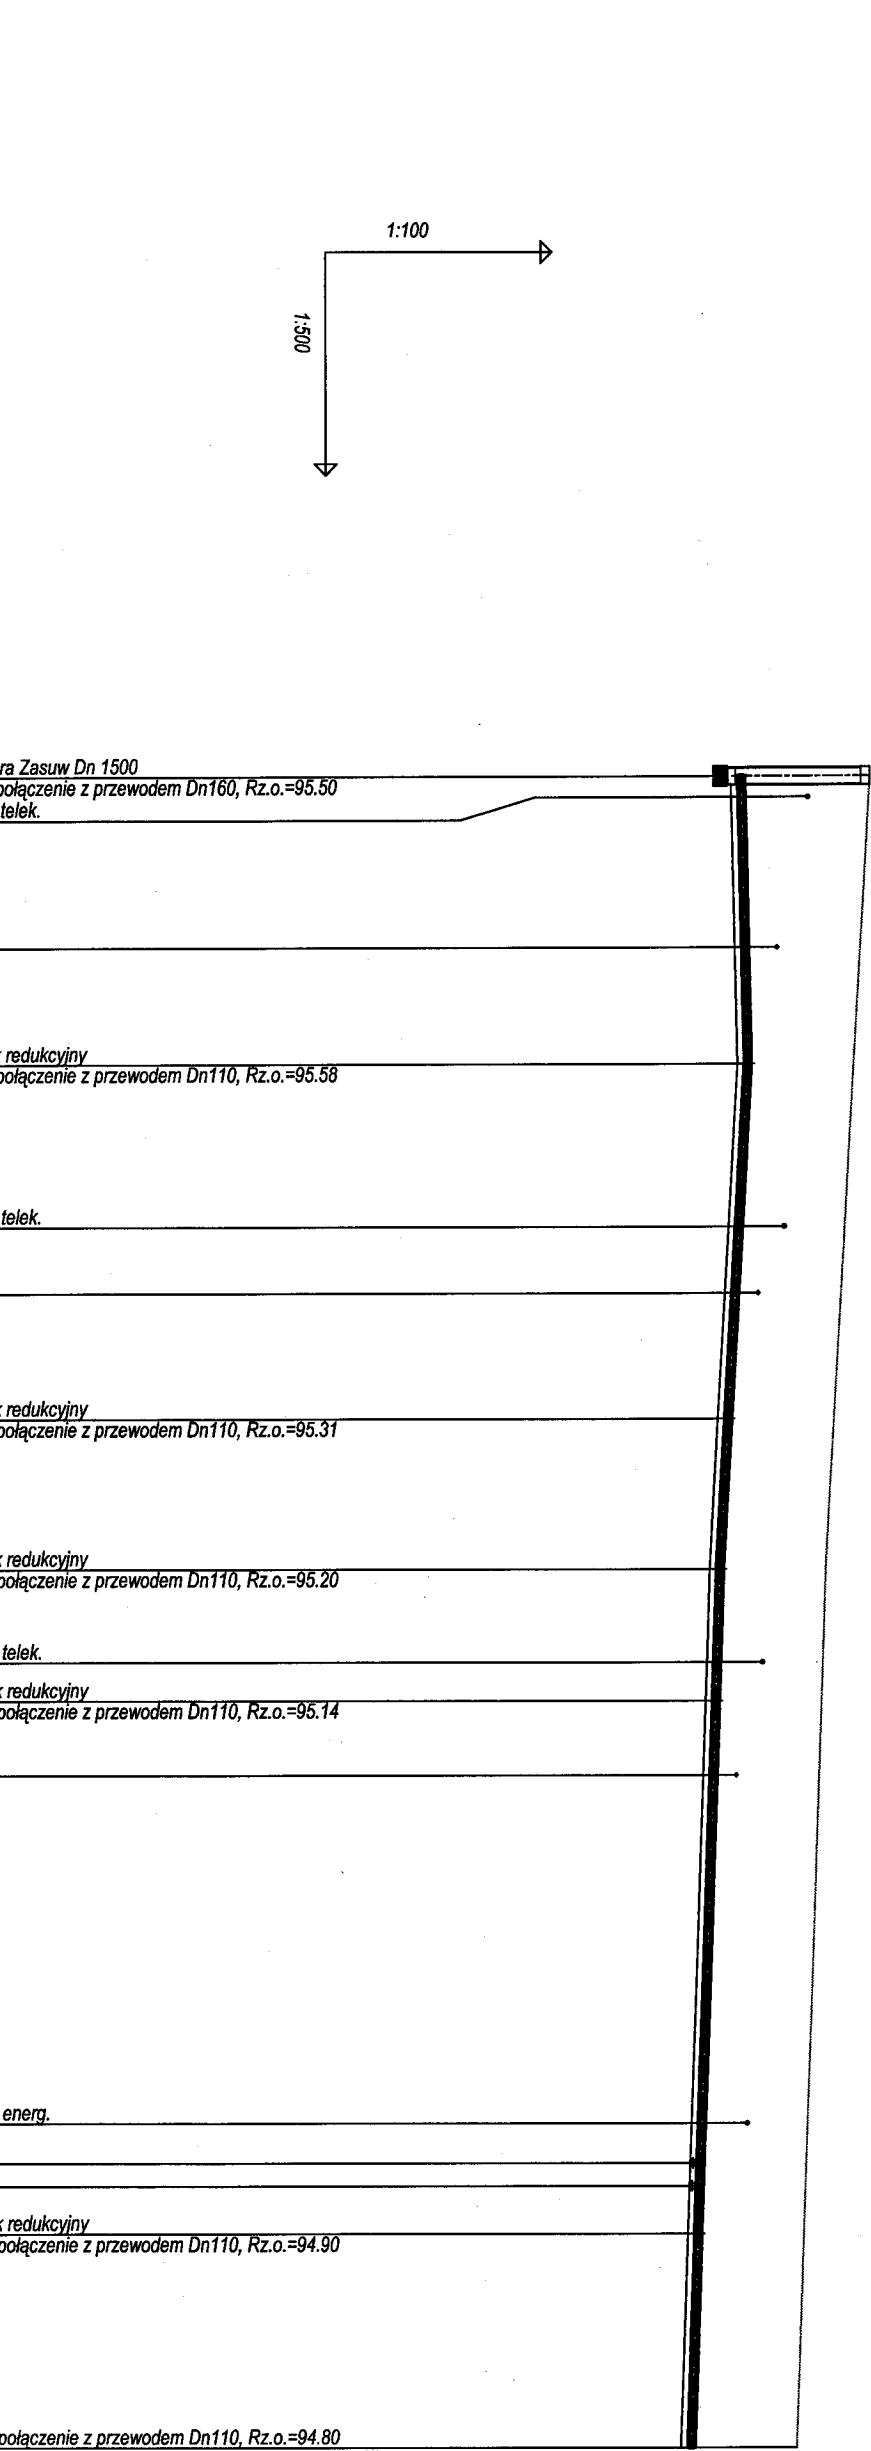 1:100
1:500
ra Zasuw Dn 1500
połączenie z przewodem Dn160, Rz.o.=95.50
telek.
redukcyjny
połączenie z przewodem Dn110, Rz.o.=95.58
telek.
redukcyjny
połączenie z przewodem Dn110, Rz.o.=95.31
redukcyjny
połączenie z przewodem Dn110, Rz.o.=95.20
telek.
redukcyjny
połączenie z przewodem Dn110, Rz.o.=95.14
energ.
redukcyjny
połączenie z przewodem Dn110, Rz.o.=94.90
połączenie z przewodem Dn110, Rz.o.=94.80